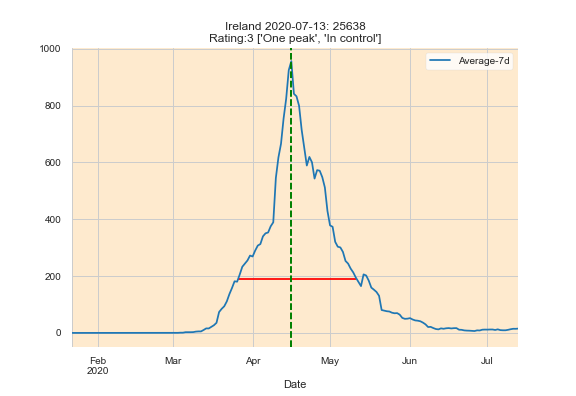 Ireland 2020-07-13: 25638
Rating:3 ['One peak', 'In control']
Average-7d
1000
800
600
400
200
0
Feb
2020
Mar
Apr
May
Jun
Jul
Date